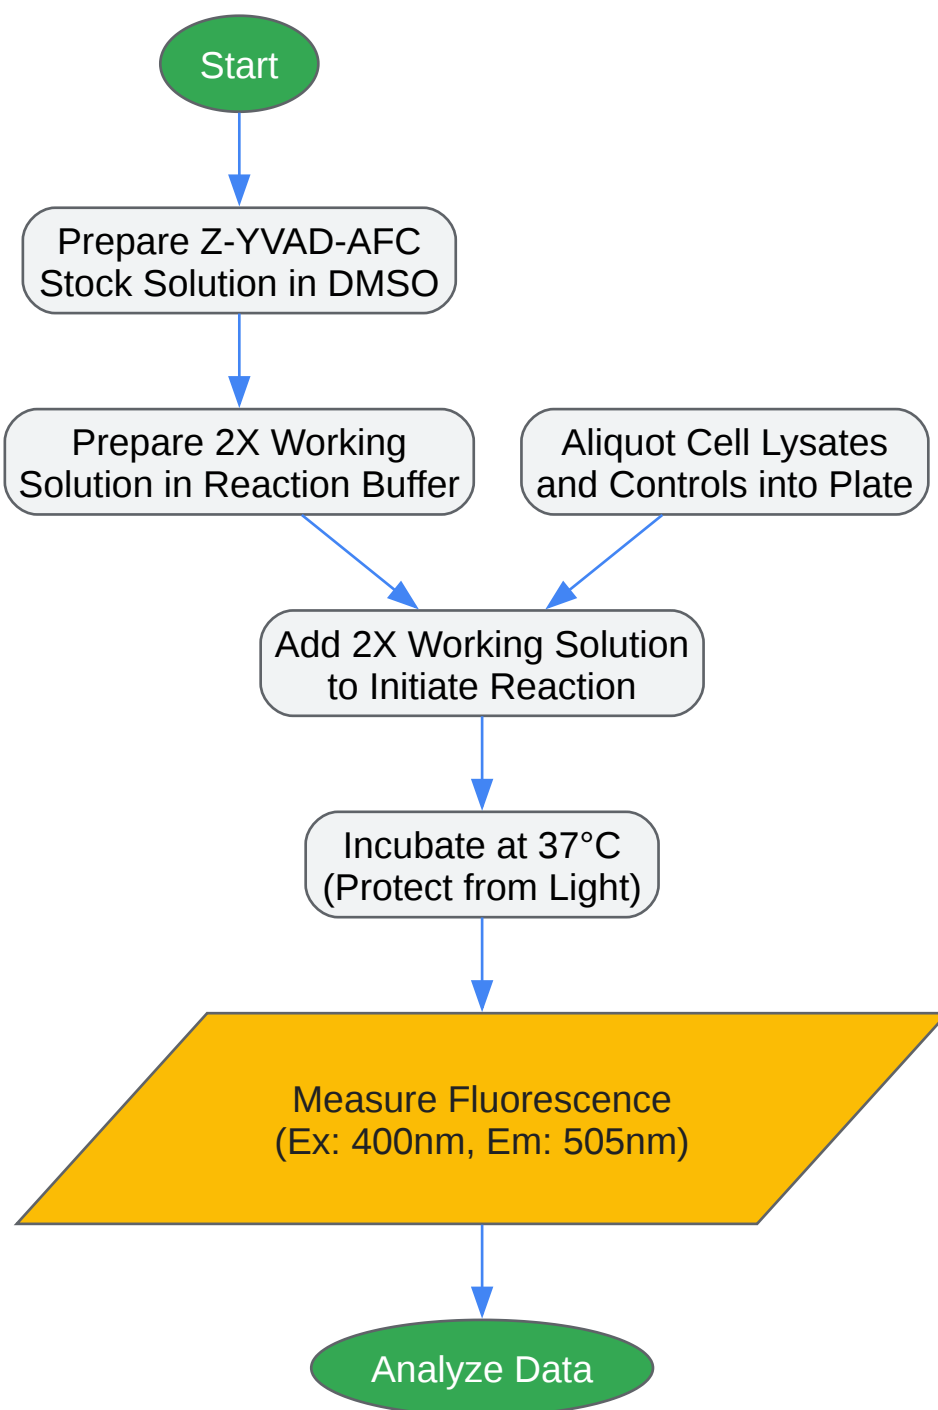 Start
Prepare Z-YVAD-AFC
Stock Solution in DMSO
Prepare 2X Working
Solution in Reaction Buffer
Aliquot Cell Lysates
and Controls into Plate
Add 2X Working Solution
to Initiate Reaction
Incubate at 37°C
(Protect from Light)
Measure Fluorescence
(Ex: 400nm, Em: 505nm)
Analyze Data